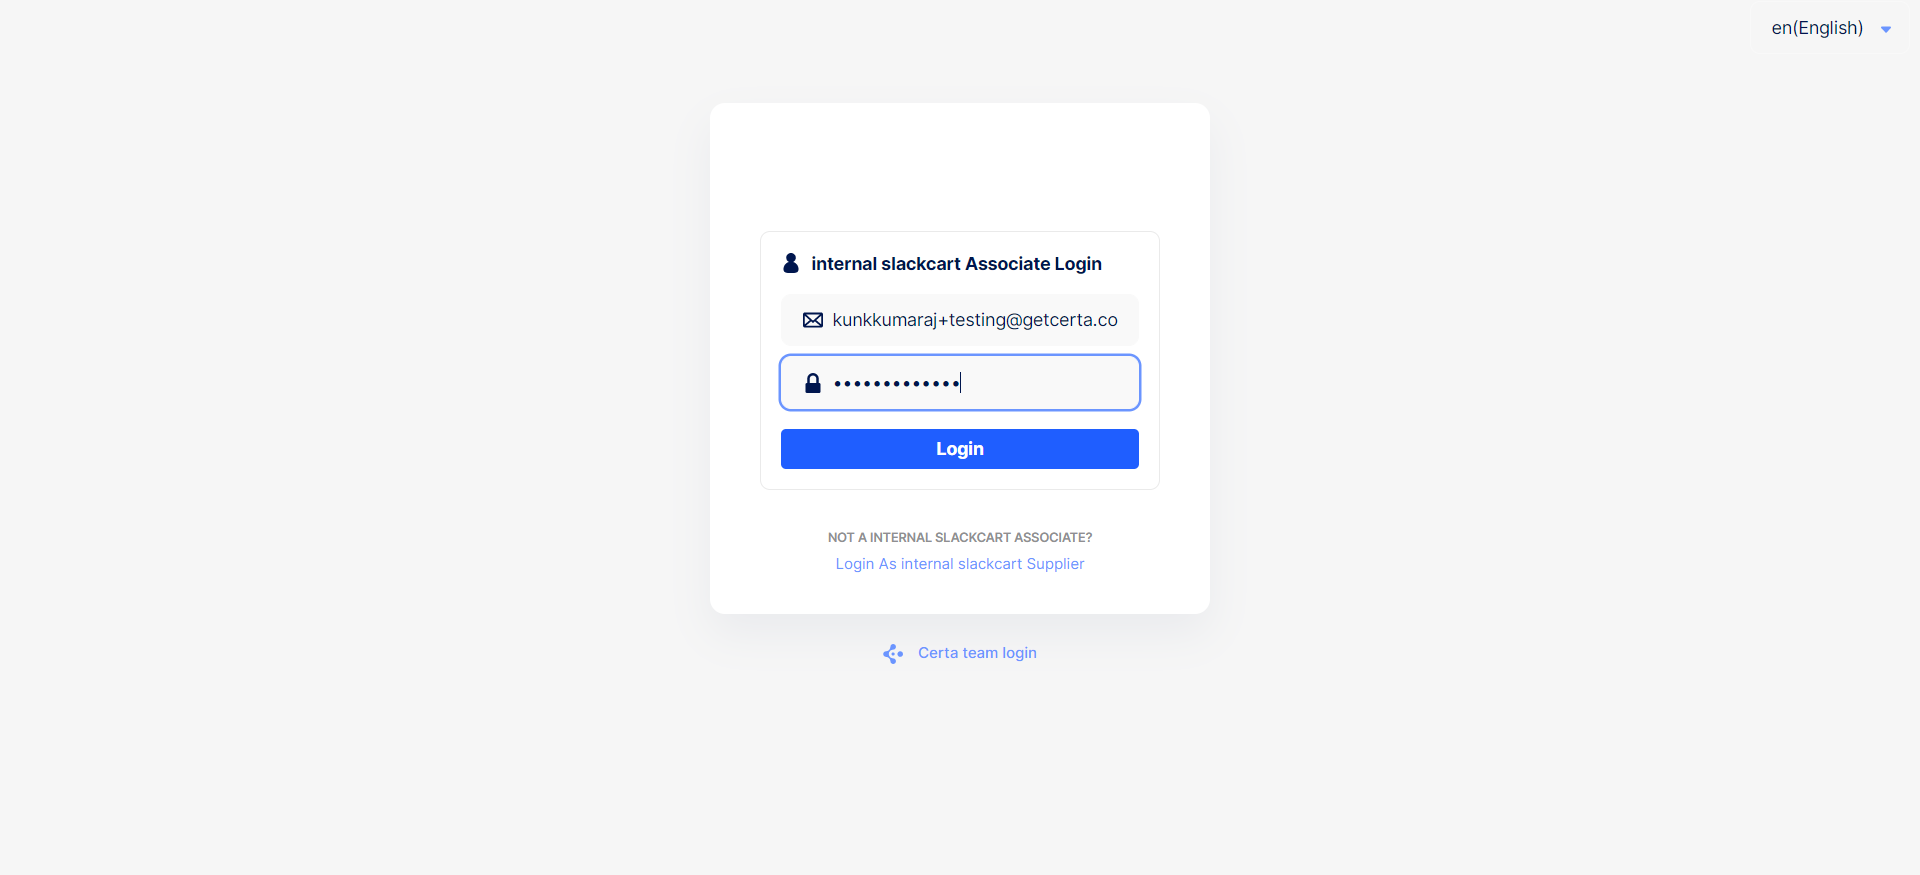 en(English)
internal slackcart Associate Login
kunkkumaraj+testing@getcerta.co
•••••••••••••
Login
NOT A INTERNAL SLACKCART ASSOCIATE?
Login As internal slackcart Supplier
Certa team login